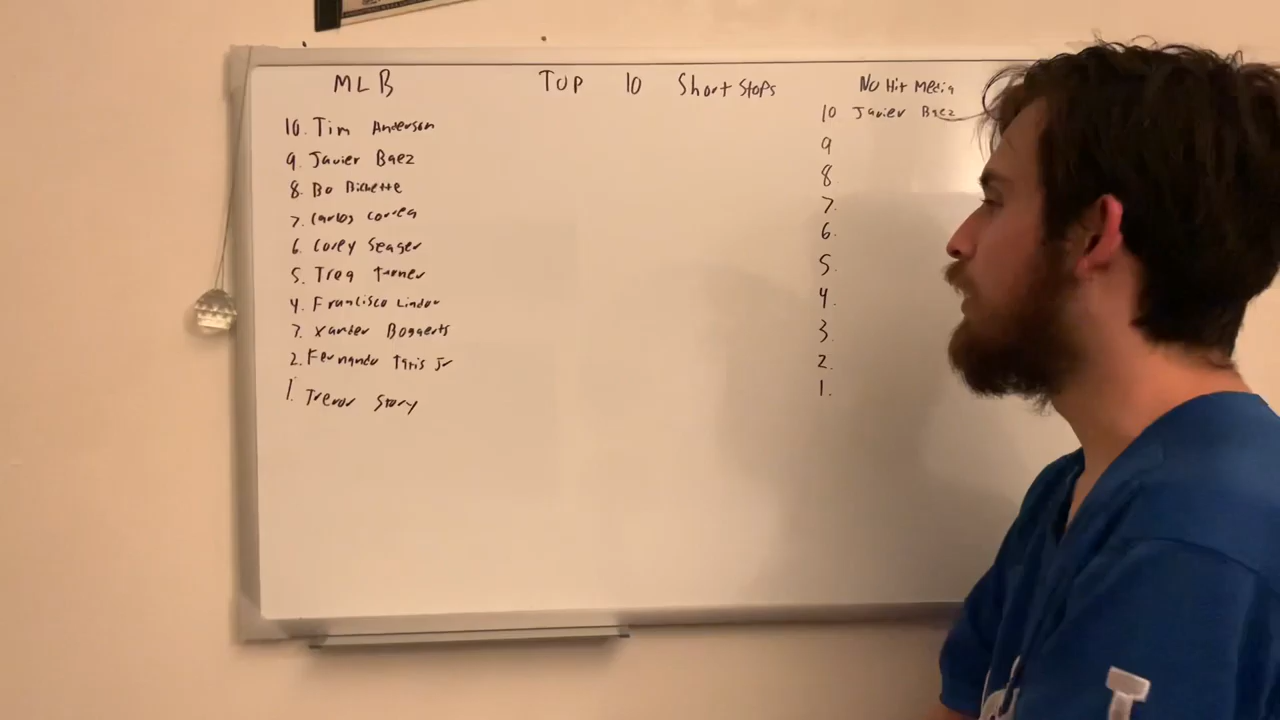 MLB TOP 10 Short Stops No Hit Media
10. Tim Anderson
9. Javier Baez
8. Bo Bichette
7. Carlos Correa
6. Corey Seager
5. Trea Turner
4. Francisco Lindor
3. Xander Bogaerts
2. Fernando Tatis Jr
1. Trevor Story
10 Javier Baez
9
8
7.
6.
5.
4.
3.
2.
1.